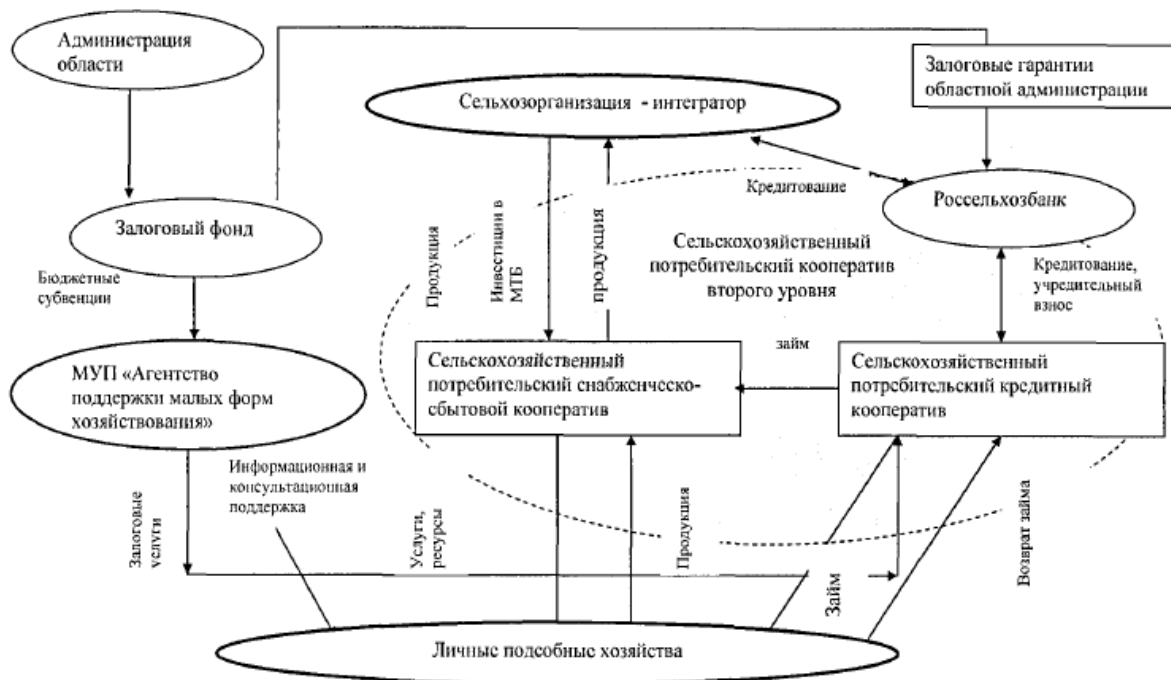 Администрация
области
Залоговые гарантии
областной администрации
Сельхозорганизация - интегратор
Кредитование
Россельхозбанк
Залоговый фонд
Бюджетные
субвенции
Продукция
Инвестиции в
МТБ
продукция
Сельскохозяйственный
потребительский кооператив
второго уровня
Кредитование,
учредительный
взнос
займ
МУП «Агентство
поддержки малых форм
хозяйствования»
Сельскохозяйственный
потребительский снабженческо-
сбытовой кооператив
Сельскохозяйственный
потребительский кредитный
кооператив
Информационная и
консультационная
поддержка
Залоговые
услуги
Услуги,
ресурсы
Продукция
Займ
Возврат займа
Личные подсобные хозяйства